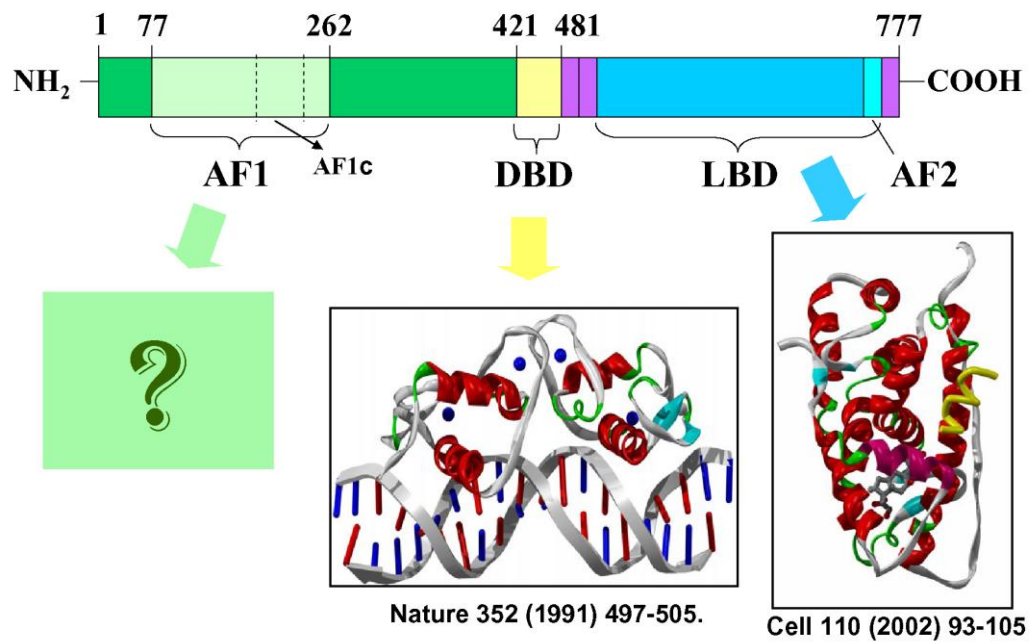 1 77 262 421 481 777
NH₂ COOH
AF1 AF1c DBD LBD AF2
?
Nature 352 (1991) 497-505.
Cell 110 (2002) 93-105